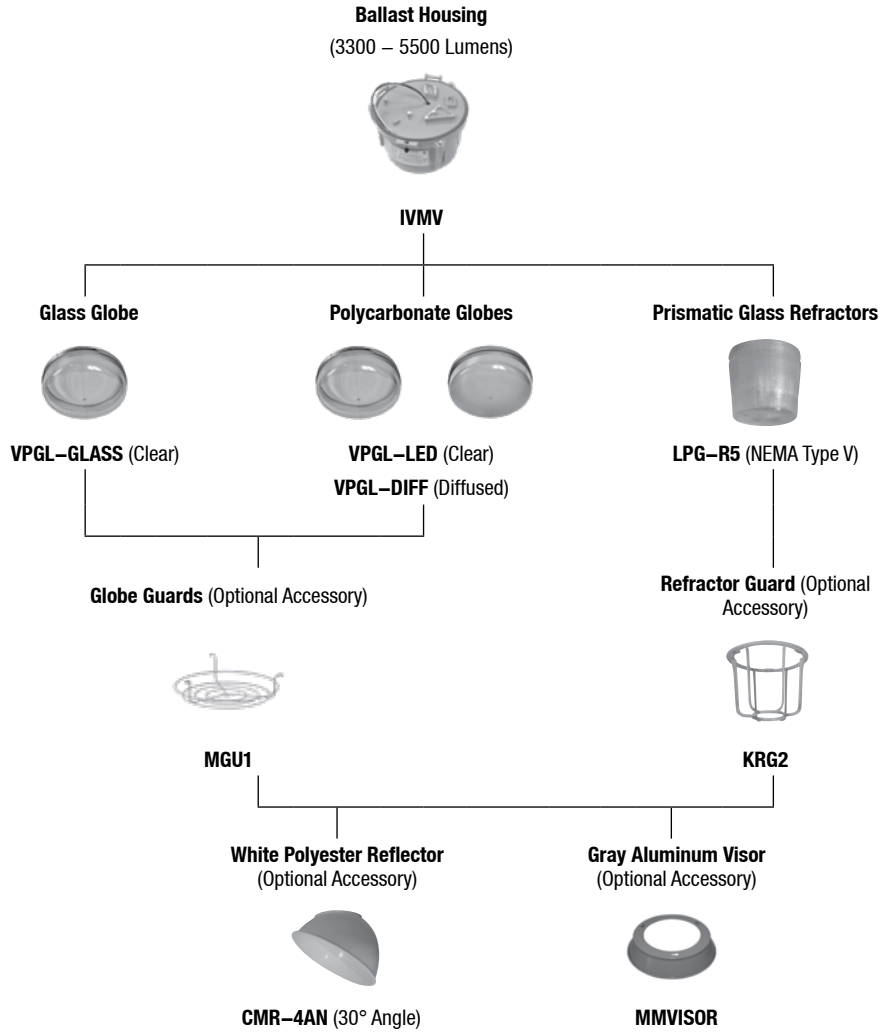 Ballast Housing
(3300 – 5500 Lumens)
IVMV
Glass Globe
Polycarbonate Globes
Prismatic Glass Refractors
VPGL–GLASS (Clear)
VPGL–LED (Clear)
VPGL–DIFF (Diffused)
LPG–R5 (NEMA Type V)
Globe Guards (Optional Accessory)
Refractor Guard (Optional
Accessory)
MGU1
KRG2
White Polyester Reflector
(Optional Accessory)
Gray Aluminum Visor
(Optional Accessory)
CMR–4AN (30° Angle)
MMVISOR